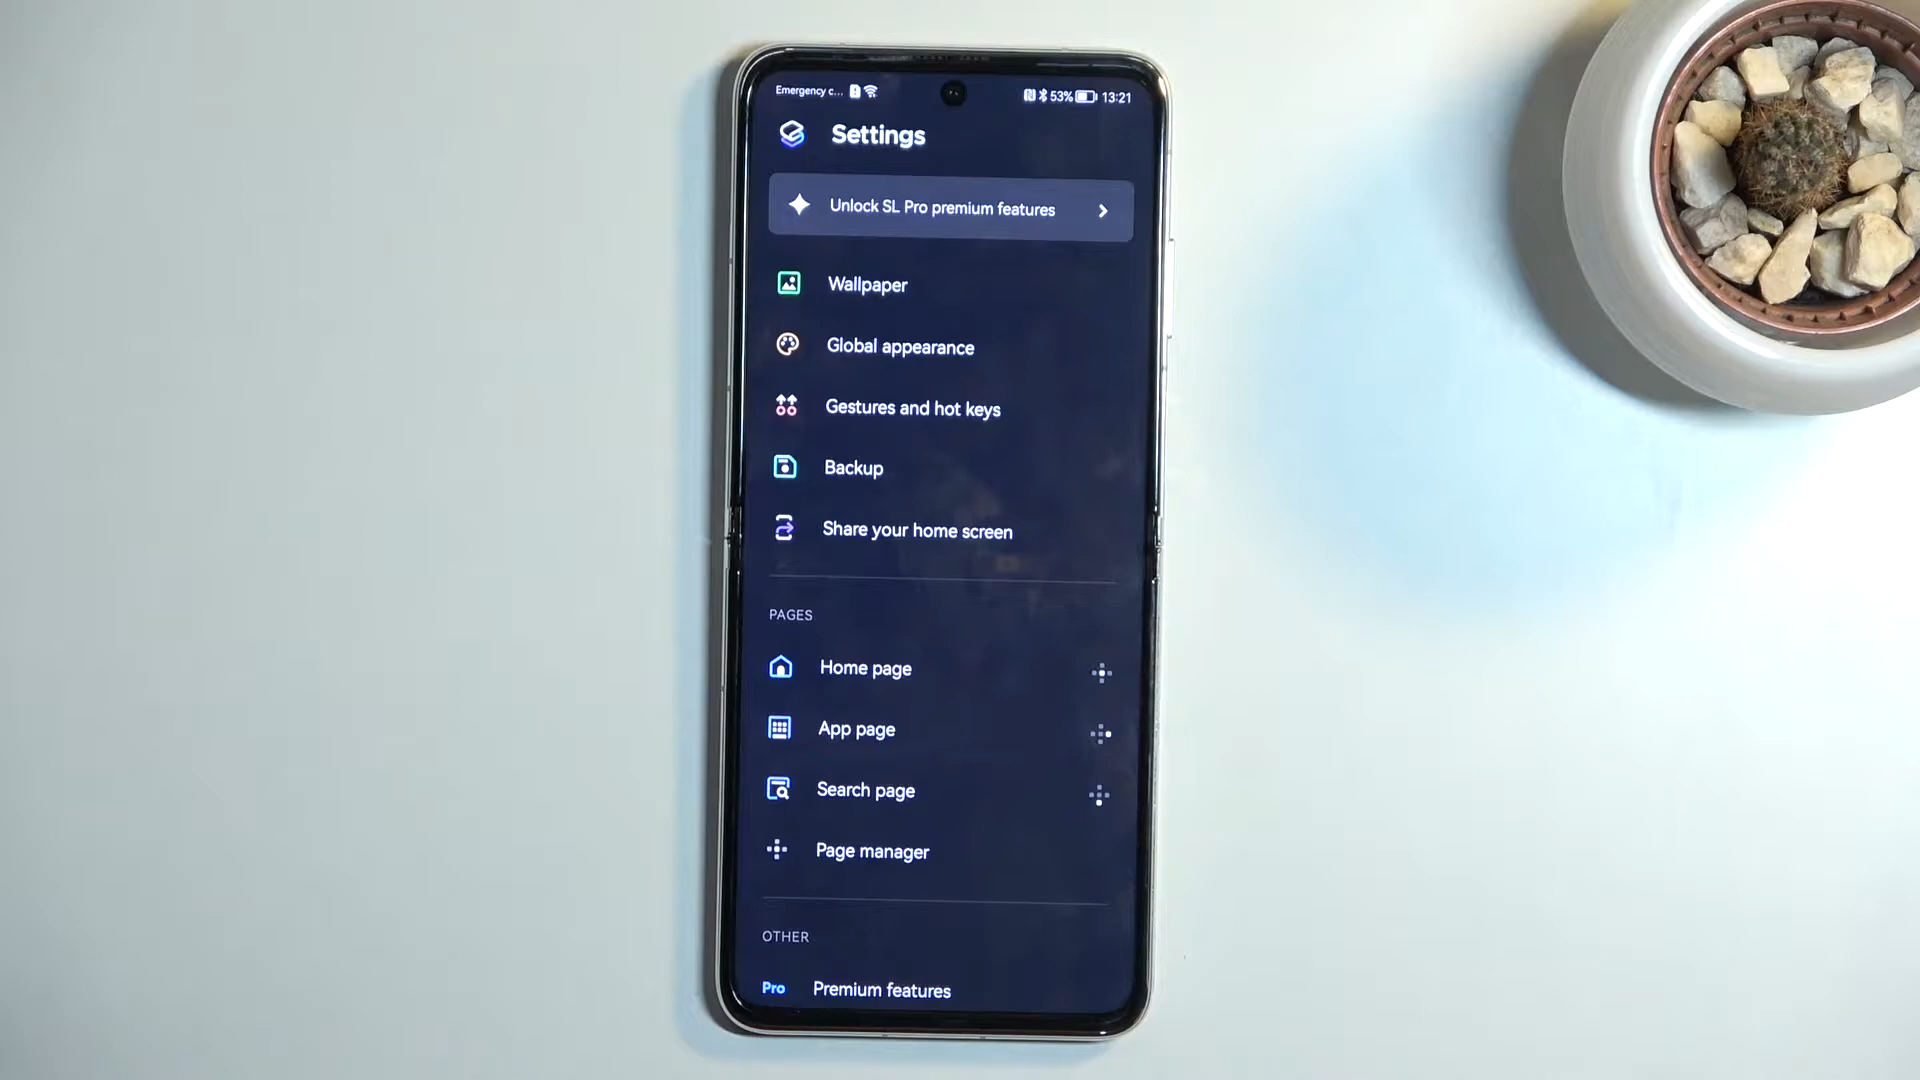 Emergency c... 53% 13:21
Settings
Unlock SL Pro premium features
Wallpaper
Global appearance
Gestures and hot keys
Backup
Share your home screen
PAGES
Home page
App page
Search page
Page manager
OTHER
Pro Premium features